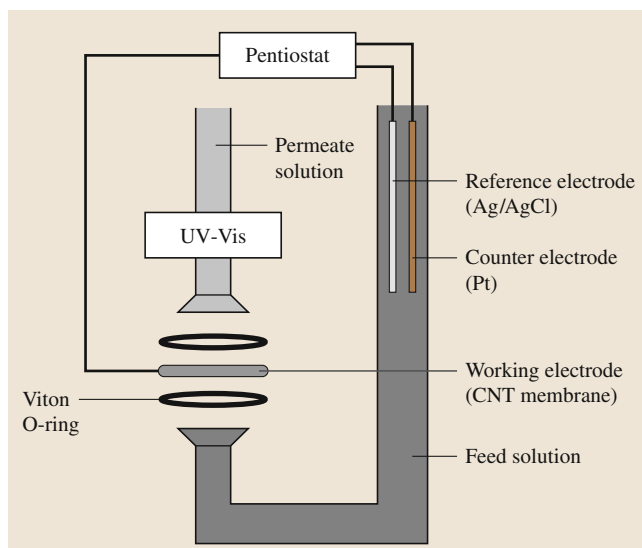 Pentiostat
Permeate
solution
Reference electrode
(Ag/AgCl)
UV-Vis
Counter electrode
(Pt)
Working electrode
(CNT membrane)
Viton
O-ring
Feed solution